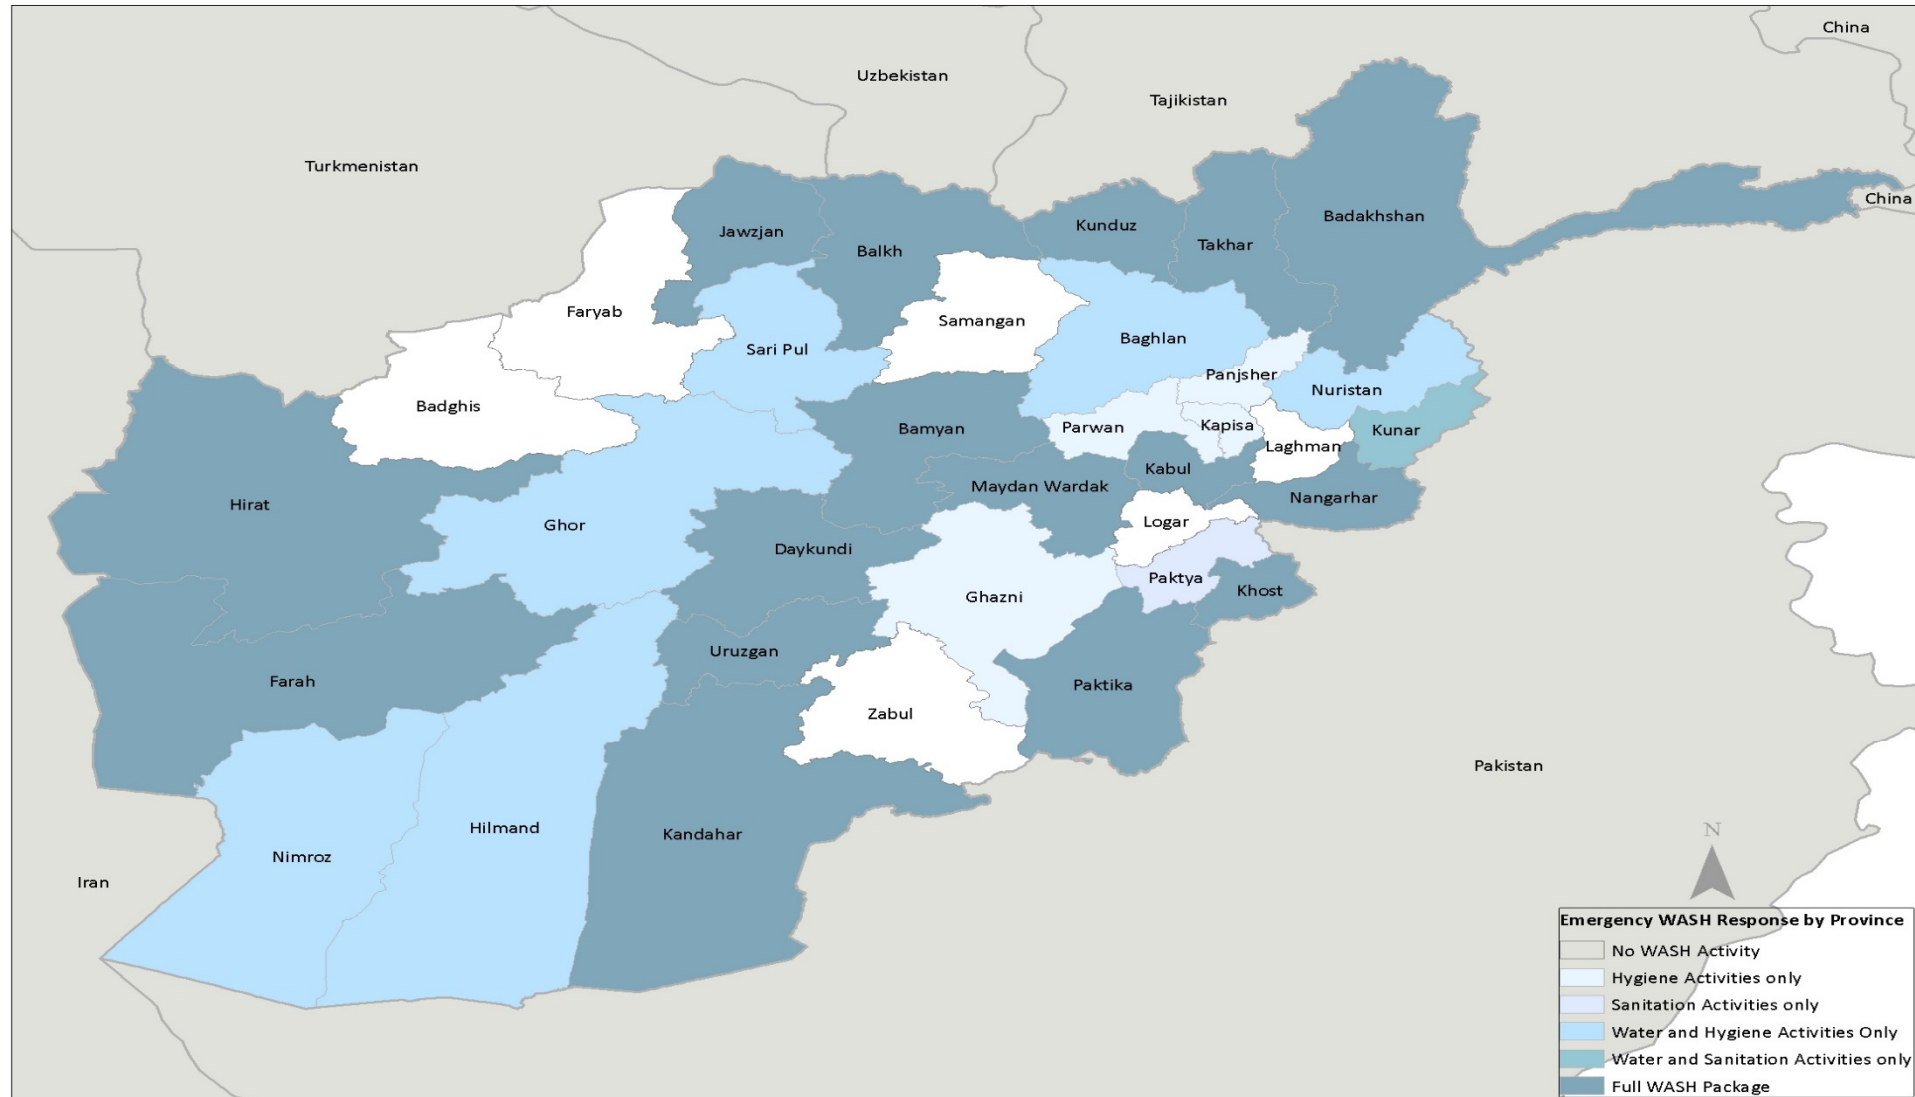 China
Uzbekistan
Tajikistan
Turkmenistan
China
Badakhshan
Kunduz
Jawzjan
Takhar
Balkh
Faryab
Samangan
Baghlan
Sari Pul
Panjsher
Nuristan
Badghis
Kapisa
Parwan
Bamyan
Kunar
Laghman
Kabul
Maydan Wardak
Nangarhar
Hirat
Logar
Ghor
Daykundi
Paktya
Khost
Ghazni
Uruzgan
Farah
Paktika
Zabul
Pakistan
Hilmand
Kandahar
N
Nimroz
Iran
Emergency WASH Response by Province
No WASH Activity
Hygiene Activities only
Sanitation Activities only
Water and Hygiene Activities Only
Water and Sanitation Activities only
Full WASH Package